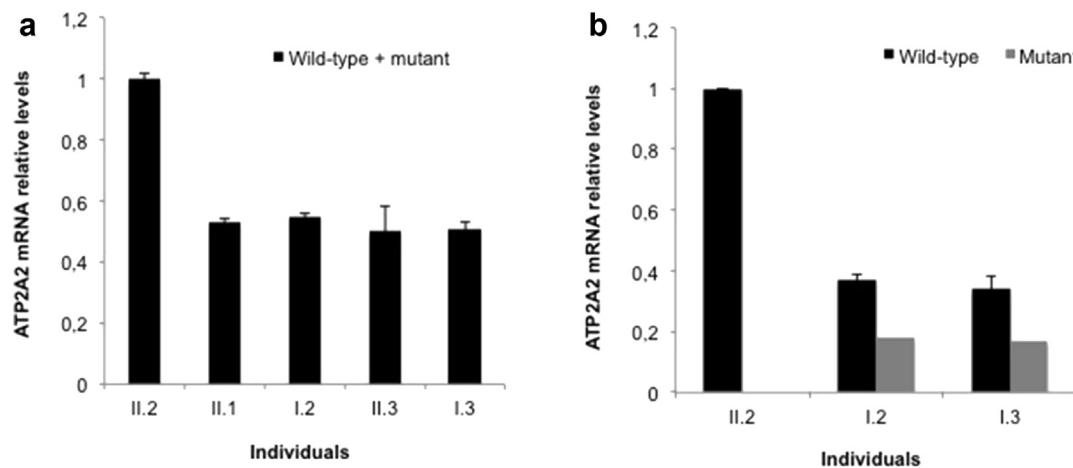 a
ATP2A2 mRNA relative levels
1,2
1
0,8
0,6
0,4
0,2
0
Wild-type + mutant
II.2 II.1 I.2 II.3 I.3
Individuals
b
ATP2A2 mRNA relative levels
1,2
1
0,8
0,6
0,4
0,2
0
Wild-type Mutant
II.2 I.2 I.3
Individuals